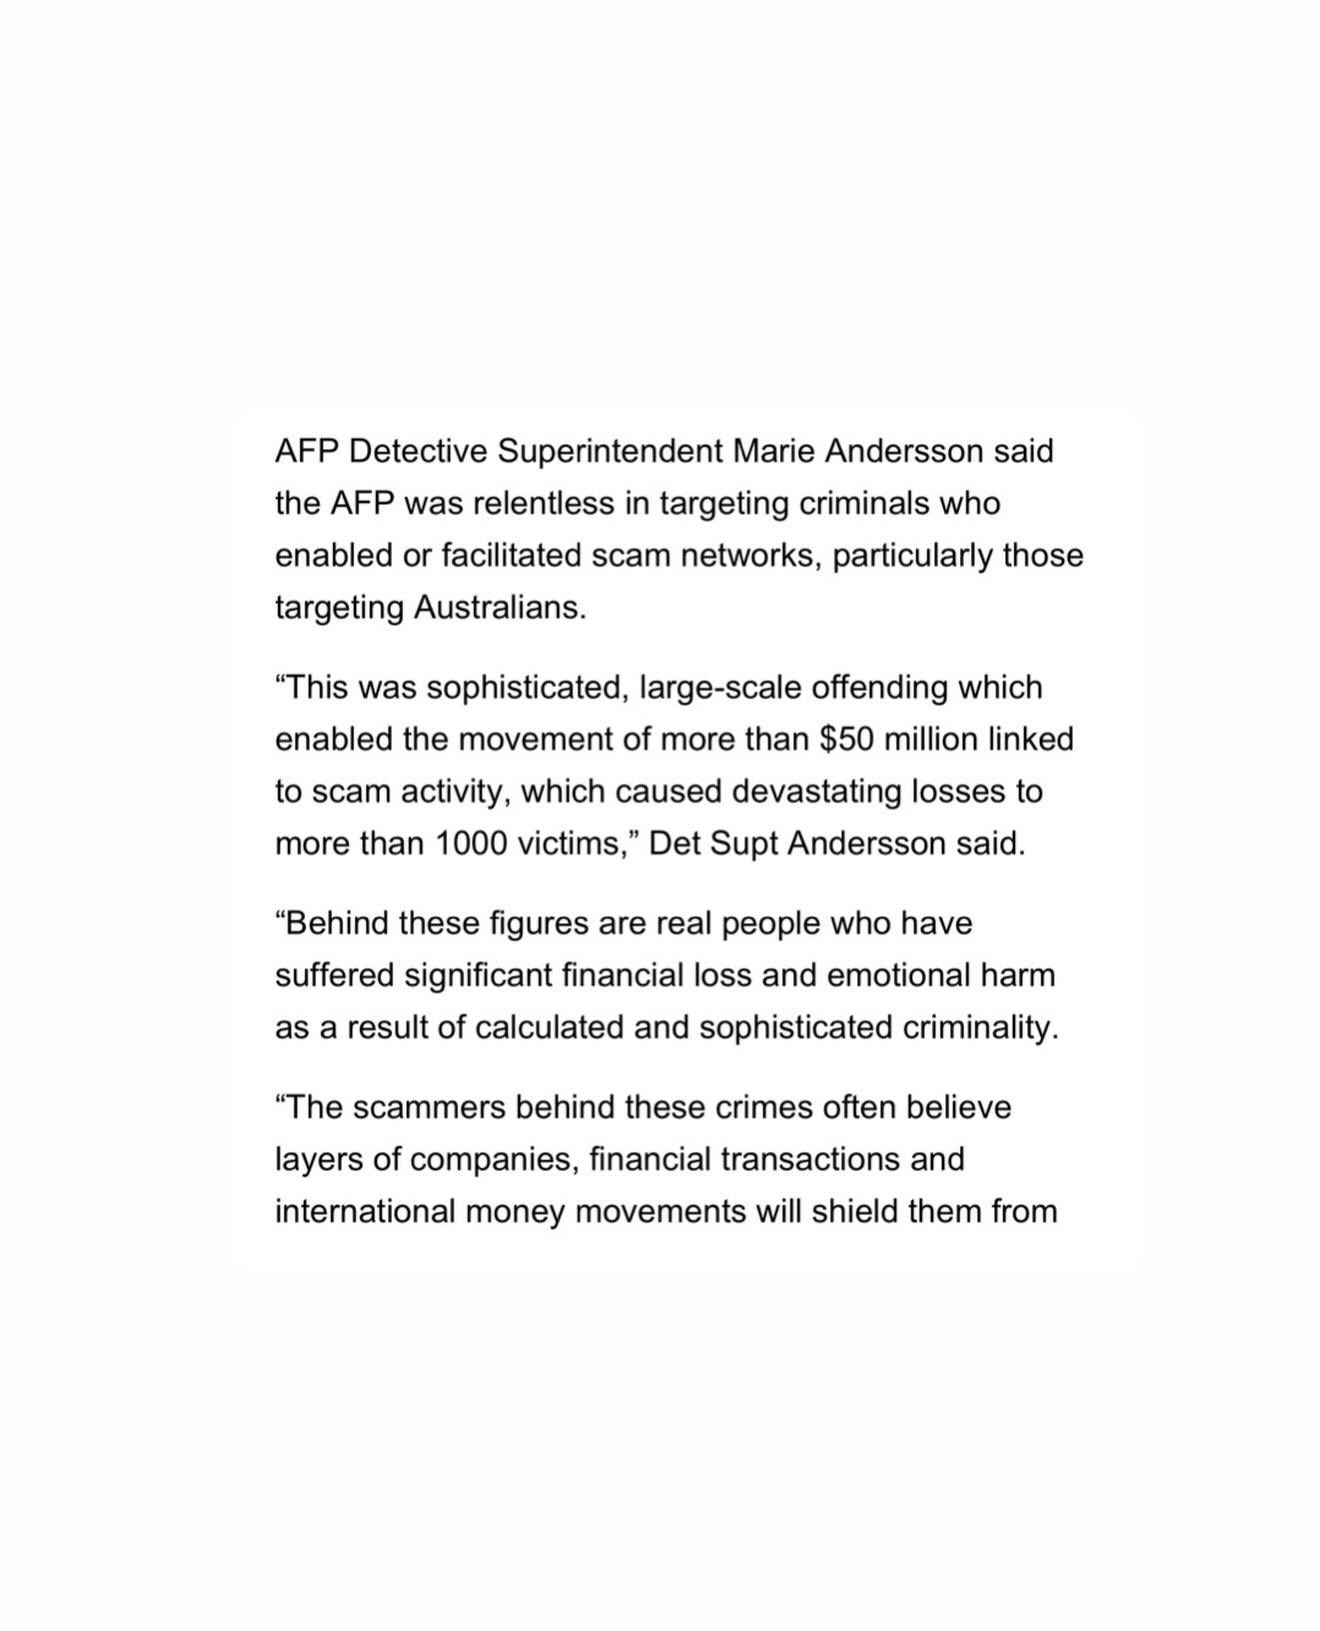 AFP Detective Superintendent Marie Andersson said
the AFP was relentless in targeting criminals who
enabled or facilitated scam networks, particularly those
targeting Australians.
“This was sophisticated, large-scale offending which
enabled the movement of more than $50 million linked
to scam activity, which caused devastating losses to
more than 1000 victims,” Det Supt Andersson said.
“Behind these figures are real people who have
suffered significant financial loss and emotional harm
as a result of calculated and sophisticated criminality.
“The scammers behind these crimes often believe
layers of companies, financial transactions and
international money movements will shield them from